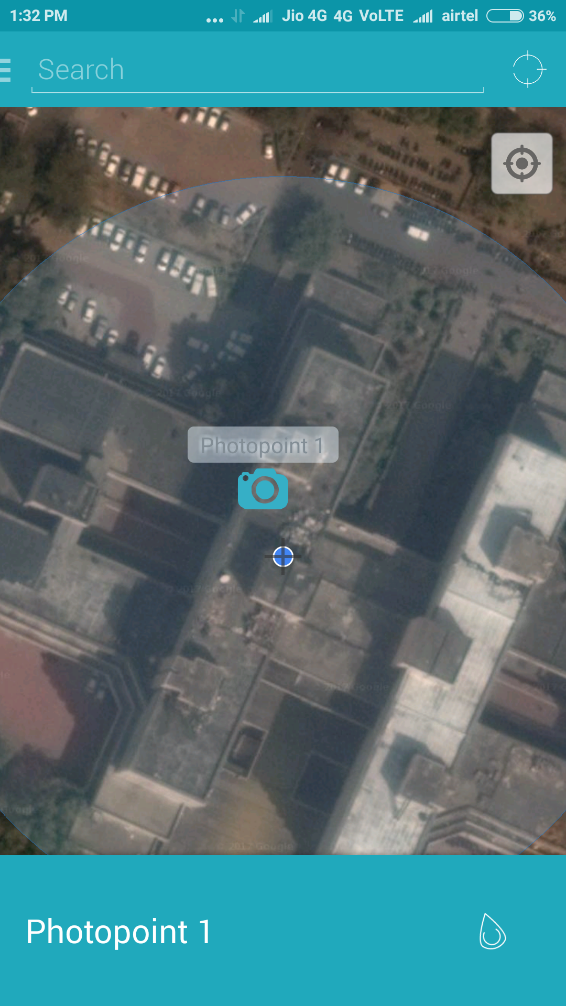 1:32 PM ... Jio 4G 4G VoLTE airtel 36%
Search
Photopoint 1
Photopoint 1